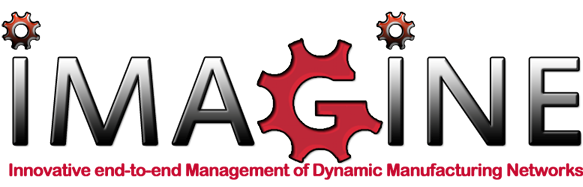 iMAGiNE
Innovative end-to-end Management of Dynamic Manufacturing Networks